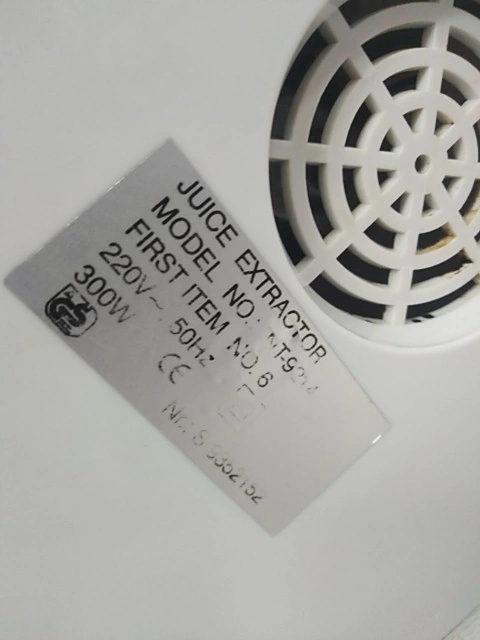 JUICE EXTRACTOR
MODEL NO.:
FIRST ITEM NO. 6
220V~, 50Hz
300W CE